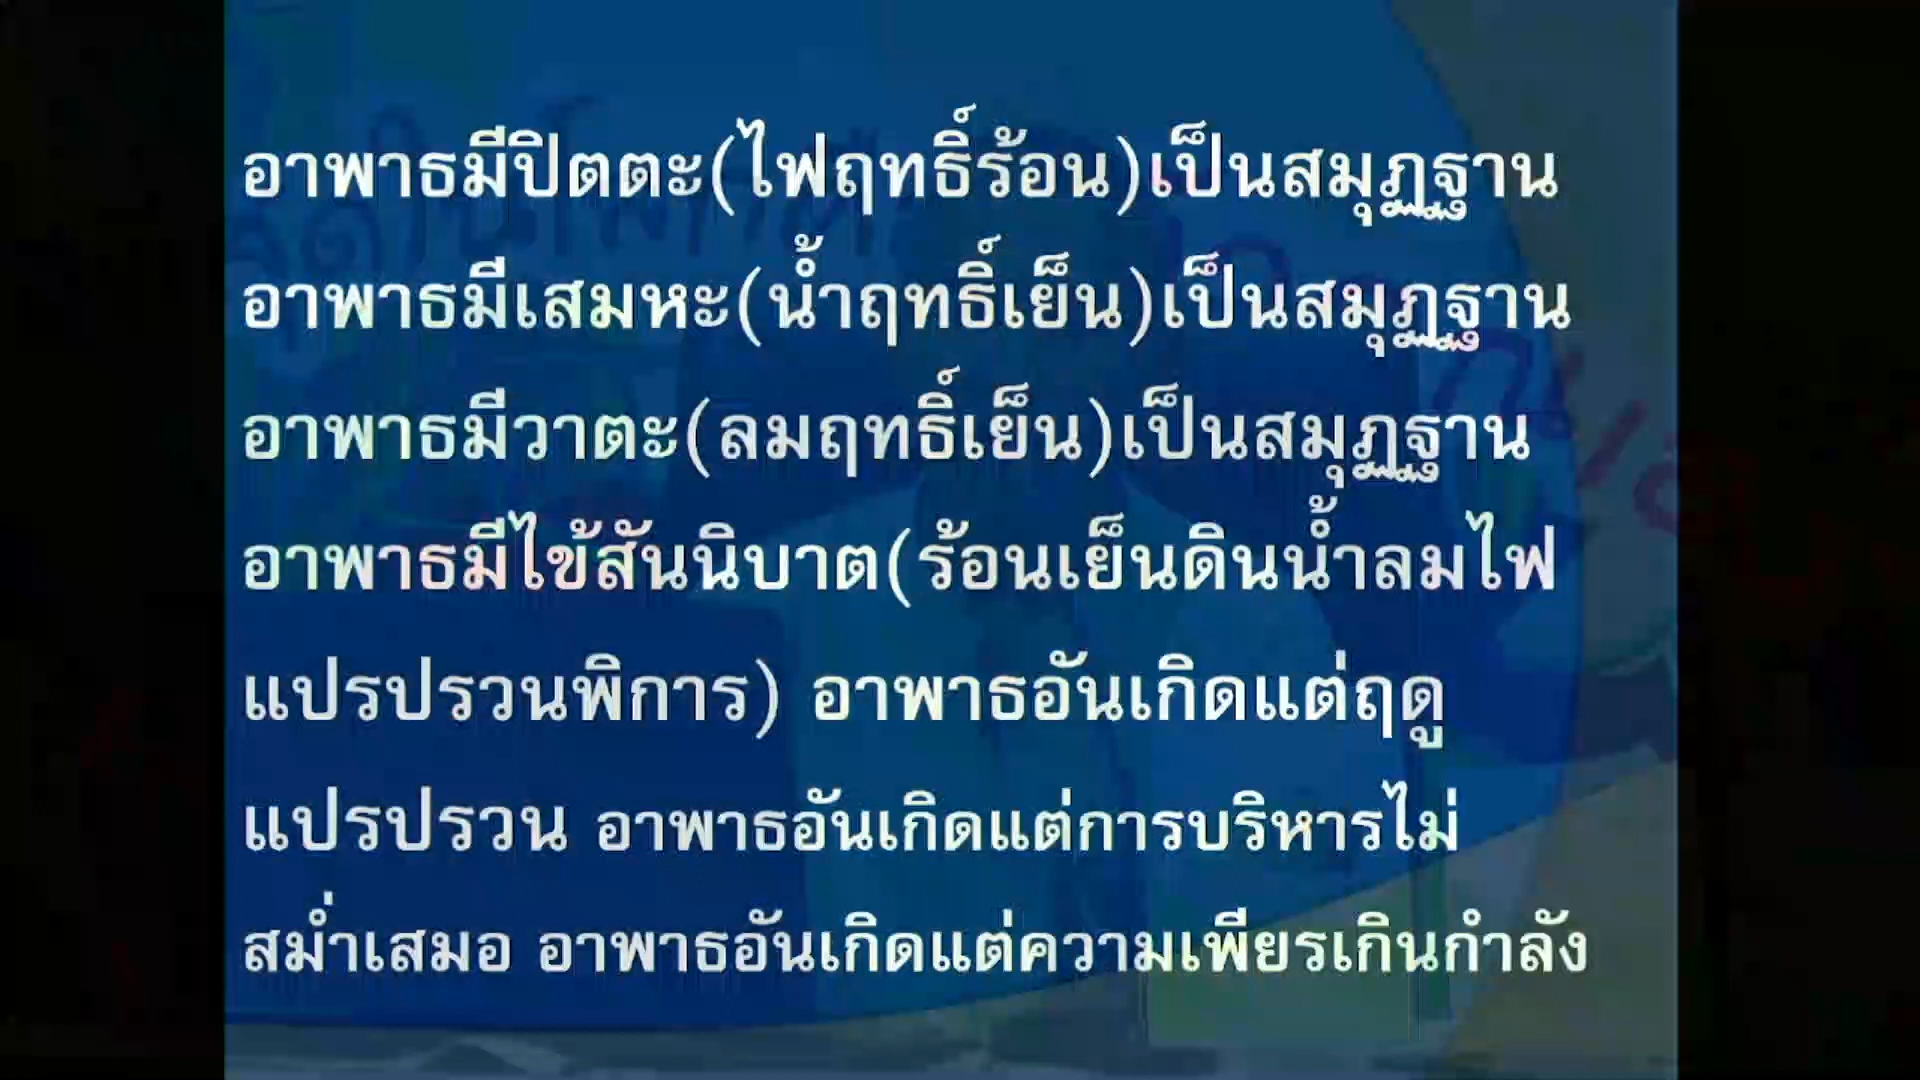 อาพาธมีปิตตะ(ไฟฤทธิ์ร้อน)เป็นสมุฏฐาน
อาพาธมีเสมหะ(น้ำฤทธิ์เย็น)เป็นสมุฏฐาน
อาพาธมีวาตะ(ลมฤทธิ์เย็น)เป็นสมุฏฐาน
อาพาธมีไข้สันนิบาต(ร้อนเย็นดินน้ำลมไฟ
แปรปรวนพิการ) อาพาธอันเกิดแต่ฤดู
แปรปรวน อาพาธอันเกิดแต่การบริหารไม่
สม่ำเสมอ อาพาธอันเกิดแต่ความเพียรเกินกำลัง